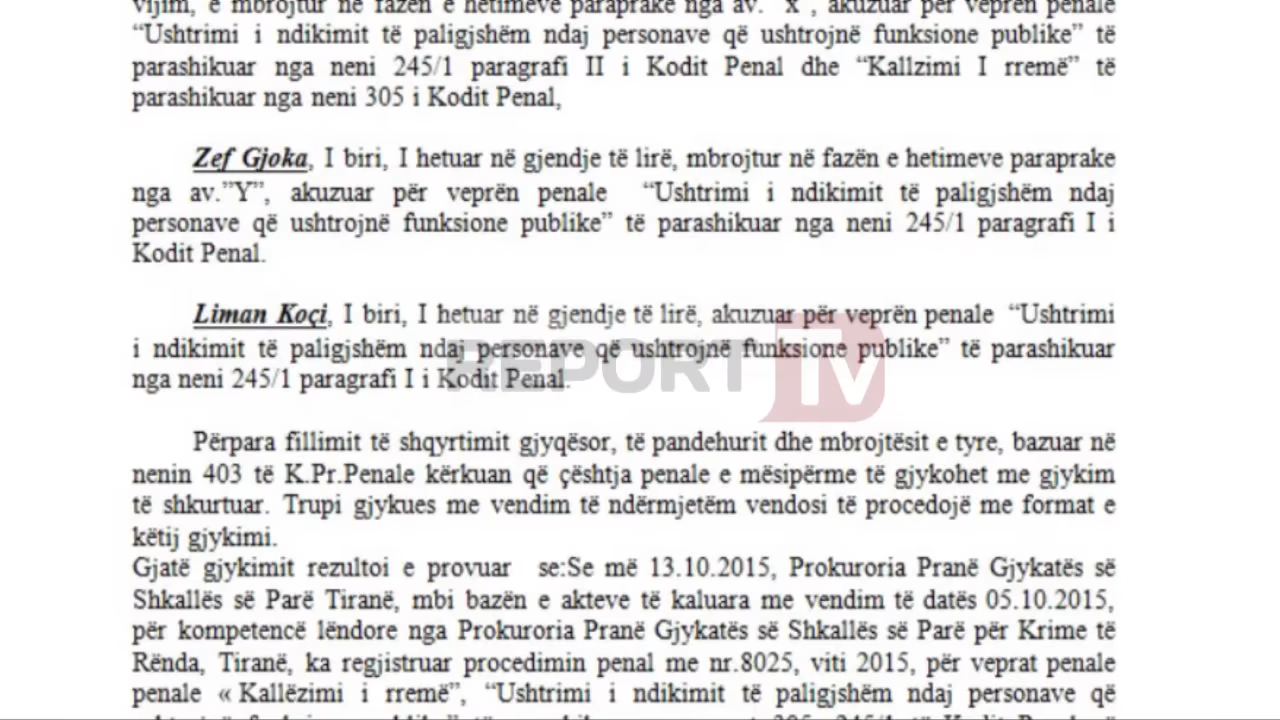 vijim, e mbrojtur në fazën e hetimeve paraprake nga av. "x", akuzuar për veprën penale
“Ushtrimi i ndikimit të paligjshëm ndaj personave që ushtrojnë funksione publike” të
parashikuar nga neni 245/1 paragrafi II i Kodit Penal dhe “Kallzimi I rremë” të
parashikuar nga neni 305 i Kodit Penal,
Zef Gjoka, I biri, I hetuar në gjendje të lirë, mbrojtur në fazën e hetimeve paraprake
nga av.”Y”, akuzuar për veprën penale “Ushtrimi i ndikimit të paligjshëm ndaj
personave që ushtrojnë funksione publike” të parashikuar nga neni 245/1 paragrafi I i
Kodit Penal.
Liman Koçi, I biri, I hetuar në gjendje të lirë, akuzuar për veprën penale “Ushtrimi
i ndikimit të paligjshëm ndaj personave që ushtrojnë funksione publike” të parashikuar
nga neni 245/1 paragrafi I i Kodit Penal.
REPORT TV
Përpara fillimit të shqyrtimit gjyqësor, të pandehurit dhe mbrojtësit e tyre, bazuar në
nenin 403 të K.Pr.Penale kërkuan që çështja penale e mësipërme të gjykohet me gjykim
të shkurtuar. Trupi gjykues me vendim të ndërmjetëm vendosi të procedojë me format e
këtij gjykimi.
Gjatë gjykimit rezultoi e provuar se:Se më 13.10.2015, Prokuroria Pranë Gjykatës së
Shkallës së Parë Tiranë, mbi bazën e akteve të kaluara me vendim të datës 05.10.2015,
për kompetencë lëndore nga Prokuroria Pranë Gjykatës së Shkallës së Parë për Krime të
Rënda, Tiranë, ka regjistruar procedimin penal me nr.8025, viti 2015, për veprat penale
penale « Kallëzimi i rremë”, “Ushtrimi i ndikimit të paligjshëm ndaj personave që